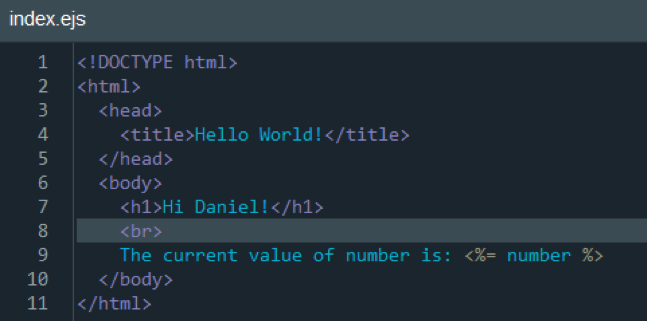 index.ejs
1 <!DOCTYPE html>
2 <html>
3   <head>
4     <title>Hello World!</title>
5   </head>
6   <body>
7     <h1>Hi Daniel!</h1>
8     <br>
9     The current value of number is: <%= number %>
10   </body>
11 </html>